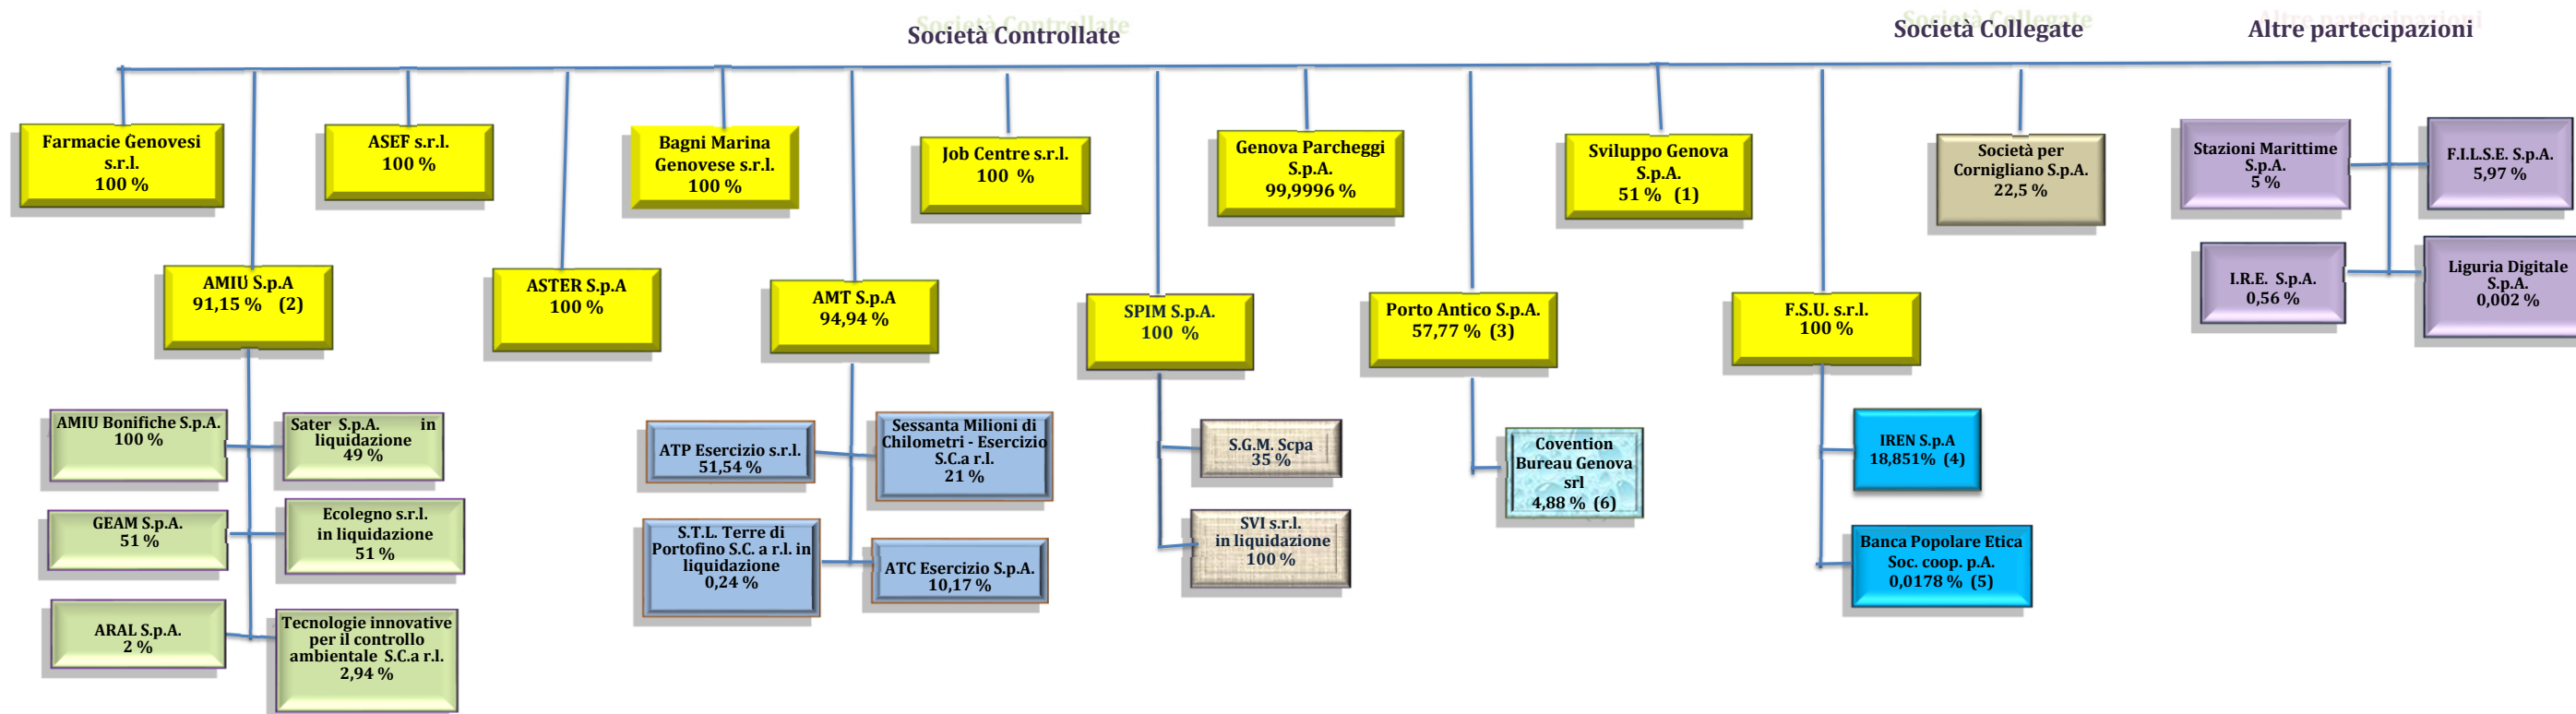 Società Controllate
Società Collegate
Altre partecipazioni
Farmacie Genovesi
s.r.l.
100 %
ASEF s.r.l.
100 %
Bagni Marina
Genovese s.r.l.
100 %
Job Centre s.r.l.
100 %
Genova Parcheggi
S.p.A.
99,9996 %
Sviluppo Genova
S.p.A.
51 % (1)
Società per
Cornigliano S.p.A.
22,5 %
Stazioni Marittime
S.p.A.
5 %
F.I.L.S.E. S.p.A.
5,97 %
AMIU S.p.A
91,15 % (2)
ASTER S.p.A
100 %
AMT S.p.A
94,94 %
SPIM S.p.A.
100 %
Porto Antico S.p.A.
57,77 % (3)
F.S.U. s.r.l.
100 %
I.R.E. S.p.A.
0,56 %
Liguria Digitale
S.p.A.
0,002 %
AMIU Bonifiche S.p.A.
100 %
Sater S.p.A. in
liquidazione
49 %
GEAM S.p.A.
51 %
Ecolegno s.r.l.
in liquidazione
51 %
ARAL S.p.A.
2 %
Tecnologie innovative
per il controllo
ambientale S.C.a r.l.
2,94 %
ATP Esercizio s.r.l.
51,54 %
Sessanta Milioni di
Chilometri - Esercizio
S.C.a r.l.
21 %
S.T.L. Terre di
Portofino S.C. a r.l. in
liquidazione
0,24 %
ATC Esercizio S.p.A.
10,17 %
S.G.M. Scpa
35 %
SVI s.r.l.
in liquidazione
100 %
Covention
Bureau Genova
srl
4,88 % (6)
IREN S.p.A
18,851% (4)
Banca Popolare Etica
Soc. coop. p.A.
0,0178 % (5)